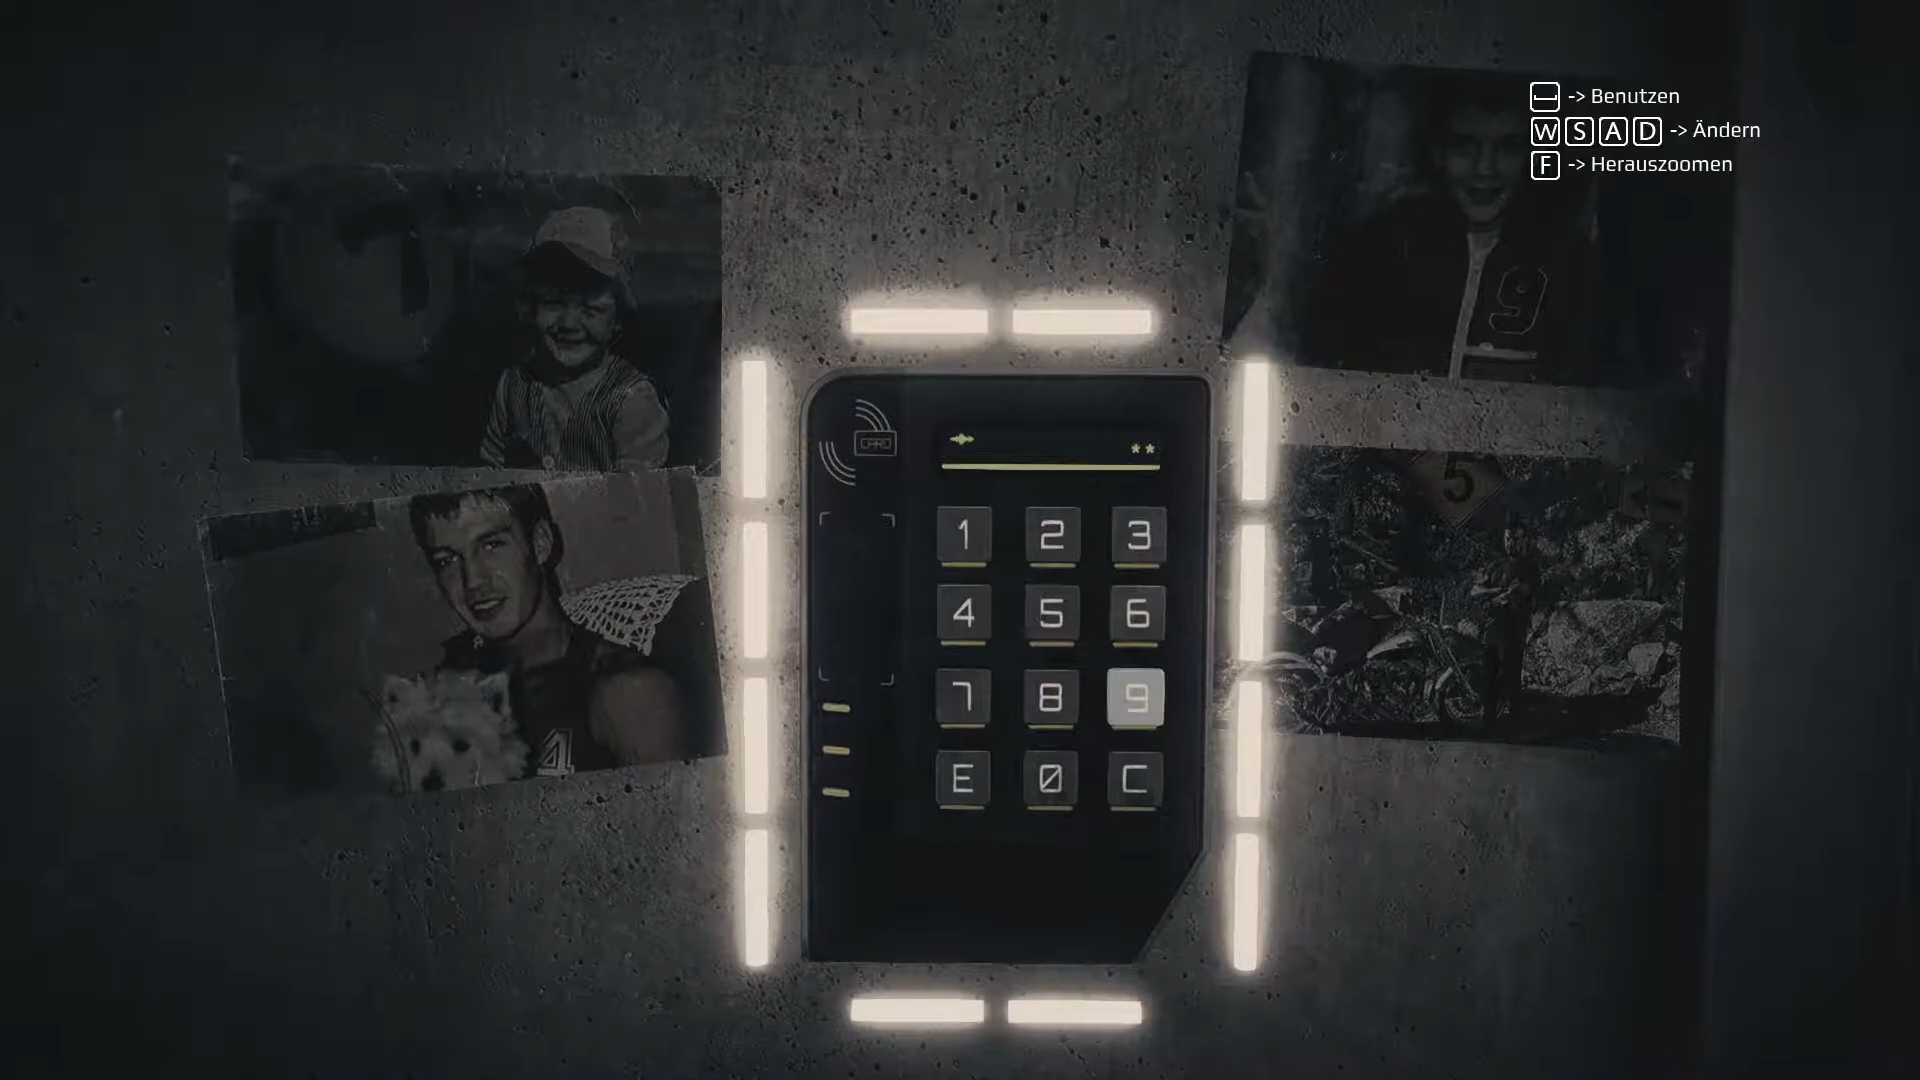 -> Benutzen
W S A D -> Ändern
F -> Herauszoomen
9
CARD
**
5
1 2 3
4 5 6
7 8 9
E 0 C
4